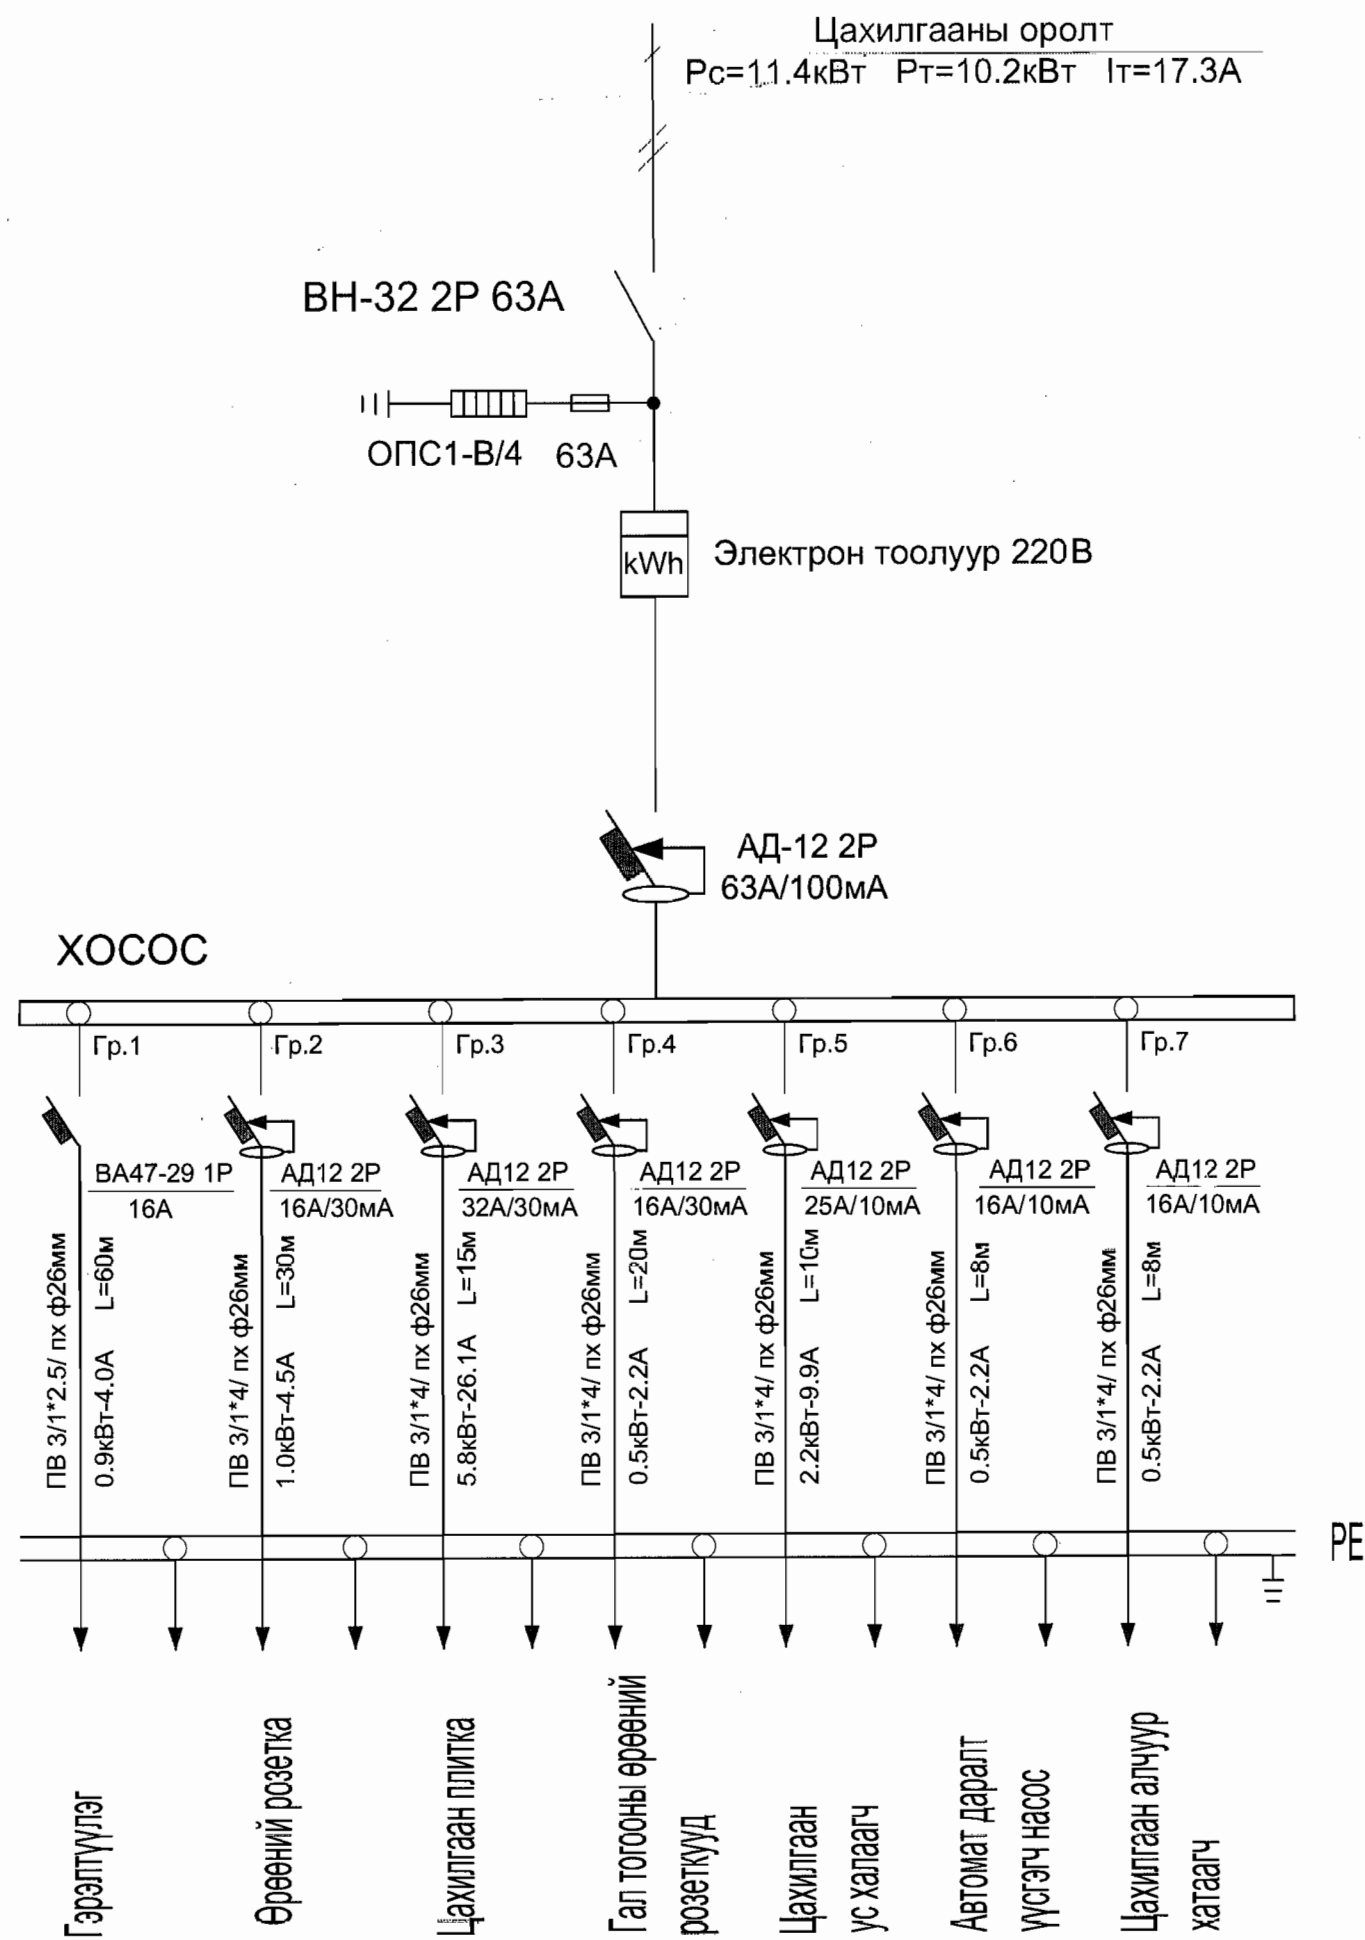 Цахилгааны оролт
Рс=11.4кВт Рт=10.2кВт Iт=17.3А
ВН-32 2Р 63А
ОПС1-В/4 63А
kWh
Электрон тоолуур 220В
АД-12 2Р
63А/100мА
ХОСОС
Гр.1 Гр.2 Гр.3 Гр.4 Гр.5 Гр.6 Гр.7
ВА47-29 1Р
16А
АД12 2Р
16А/30мА
АД12 2Р
32А/30мА
АД12 2Р
16А/30мА
АД12 2Р
25А/10мА
АД12 2Р
16А/10мА
АД12 2Р
16А/10мА
ПВ 3/1*2.5/ пх ф26мм
0.9кВт-4.0А L=60м
ПВ 3/1*4/ пх ф26мм
1.0кВт-4.5А L=30м
ПВ 3/1*4/ пх ф26мм
5.8кВт-26.1А L=15м
ПВ 3/1*4/ пх ф26мм
0.5кВт-2.2А L=20м
ПВ 3/1*4/ пх ф26мм
2.2кВт-9.9А L=10м
ПВ 3/1*4/ пх ф26мм
0.5кВт-2.2А L=8м
ПВ 3/1*4/ пх ф26мм
0.5кВт-2.2А L=8м
РЕ
Гэрэлтүүлэг
Өрөөний розетка
Цахилгаан плитка
Гал тогооны өрөөний
розеткууд
Цахилгаан
ус халаагч
Автомат даралт
үүсгэгч насос
Цахилгаан алчуур
хатаагч